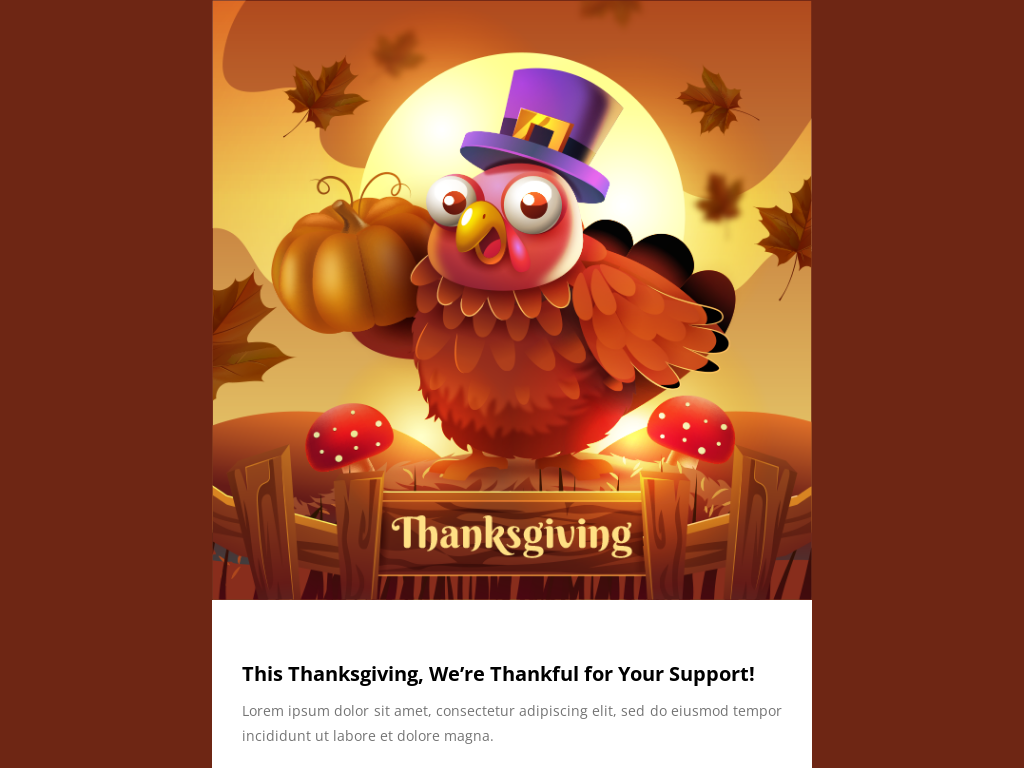 Thanksgiving
This Thanksgiving, We’re Thankful for Your Support!
Lorem ipsum dolor sit amet, consectetur adipiscing elit, sed do eiusmod tempor
incididunt ut labore et dolore magna.